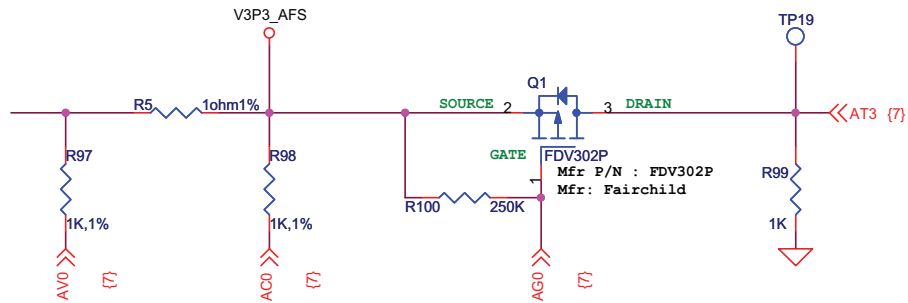 V3P3_AFS
TP19
Q1
R5
1ohm1%
SOURCE
2
3
DRAIN
AT3 {7}
R97
R98
GATE
FDV302P
Mfr P/N : FDV302P
Mfr: Fairchild
1
R99
R100
250K
1K,1%
1K,1%
1K
AV0 {7}
AC0 {7}
AG0 {7}